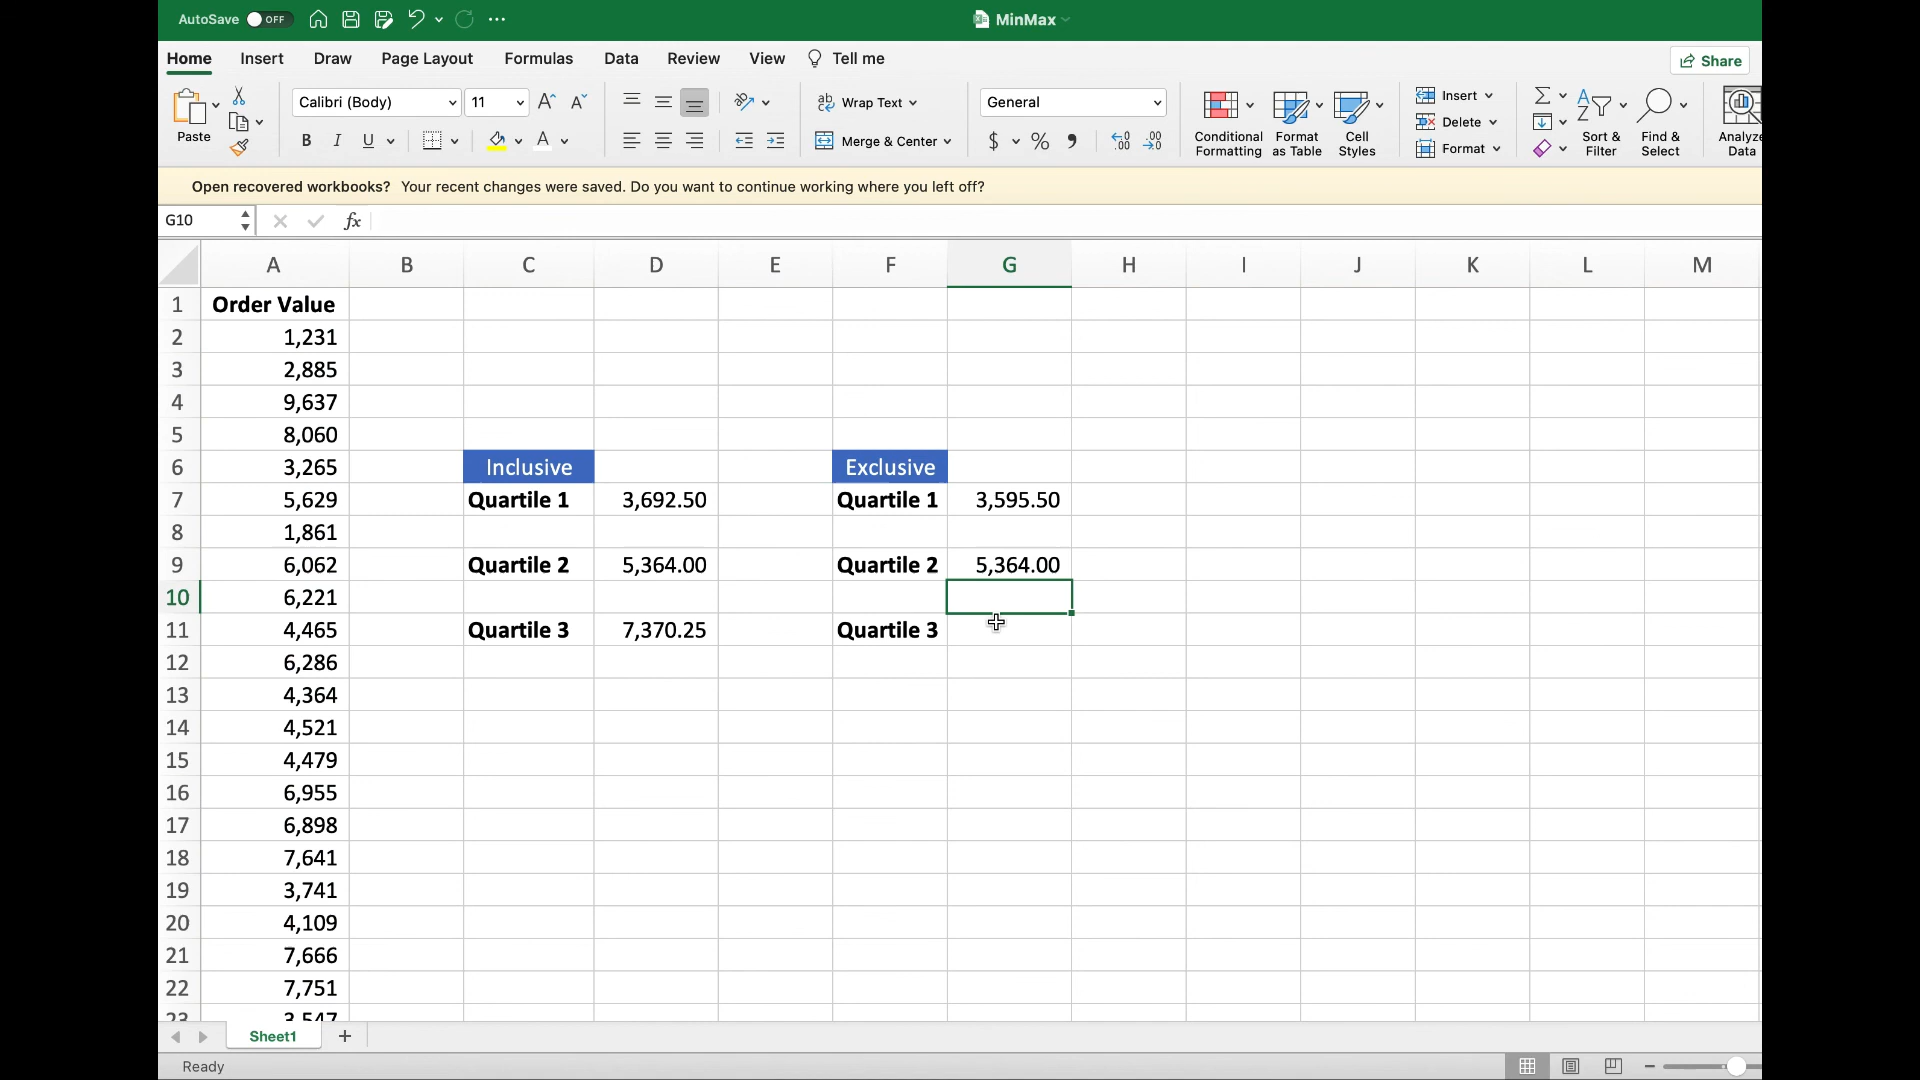 AutoSave OFF MinMax
Home Insert Draw Page Layout Formulas Data Review View Tell me Share
Paste Calibri (Body) 11 Wrap Text General Insert
B I U A Merge & Center $ % Delete
Conditional Formatting Format as Table Cell Styles Format Sort & Filter Find & Select Analyze Data
Open recovered workbooks? Your recent changes were saved. Do you want to continue working where you left off?
G10 fx
A B C D E F G H I J K L M
1 Order Value
2 1,231
3 2,885
4 9,637
5 8,060
6 3,265 Inclusive Exclusive
7 5,629 Quartile 1 3,692.50 Quartile 1 3,595.50
8 1,861
9 6,062 Quartile 2 5,364.00 Quartile 2 5,364.00
10 6,221
11 4,465 Quartile 3 7,370.25 Quartile 3
12 6,286
13 4,364
14 4,521
15 4,479
16 6,955
17 6,898
18 7,641
19 3,741
20 4,109
21 7,666
22 7,751
23 3,547
Sheet1 +
Ready